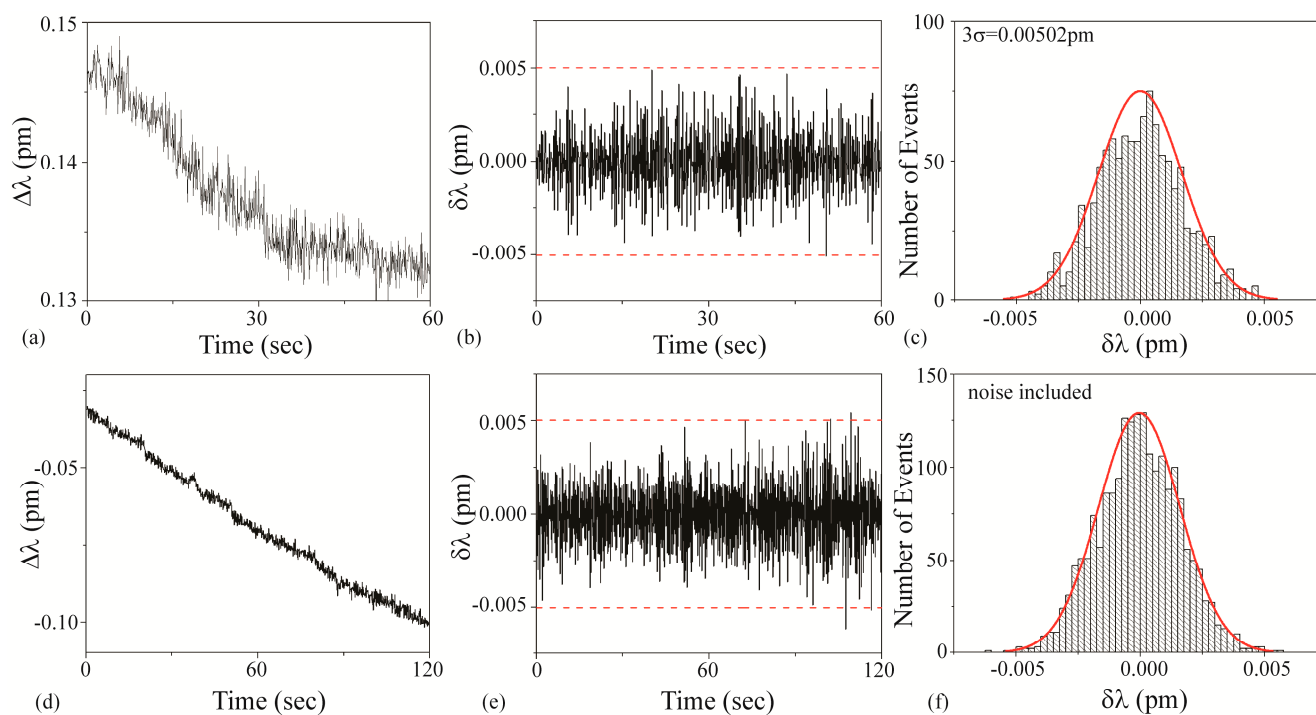 0.15
0.14
0.13
Δλ (pm)
0
30
60
Time (sec)
(a)
0.005
0.000
-0.005
δλ (pm)
0
30
60
Time (sec)
(b)
3σ=0.00502pm
100
50
0
Number of Events
-0.005
0.000
0.005
δλ (pm)
(c)
-0.05
-0.10
Δλ (pm)
0
60
120
Time (sec)
(d)
0.005
0.000
-0.005
δλ (pm)
0
60
120
Time (sec)
(e)
noise included
150
100
50
0
Number of Events
-0.005
0.000
0.005
δλ (pm)
(f)